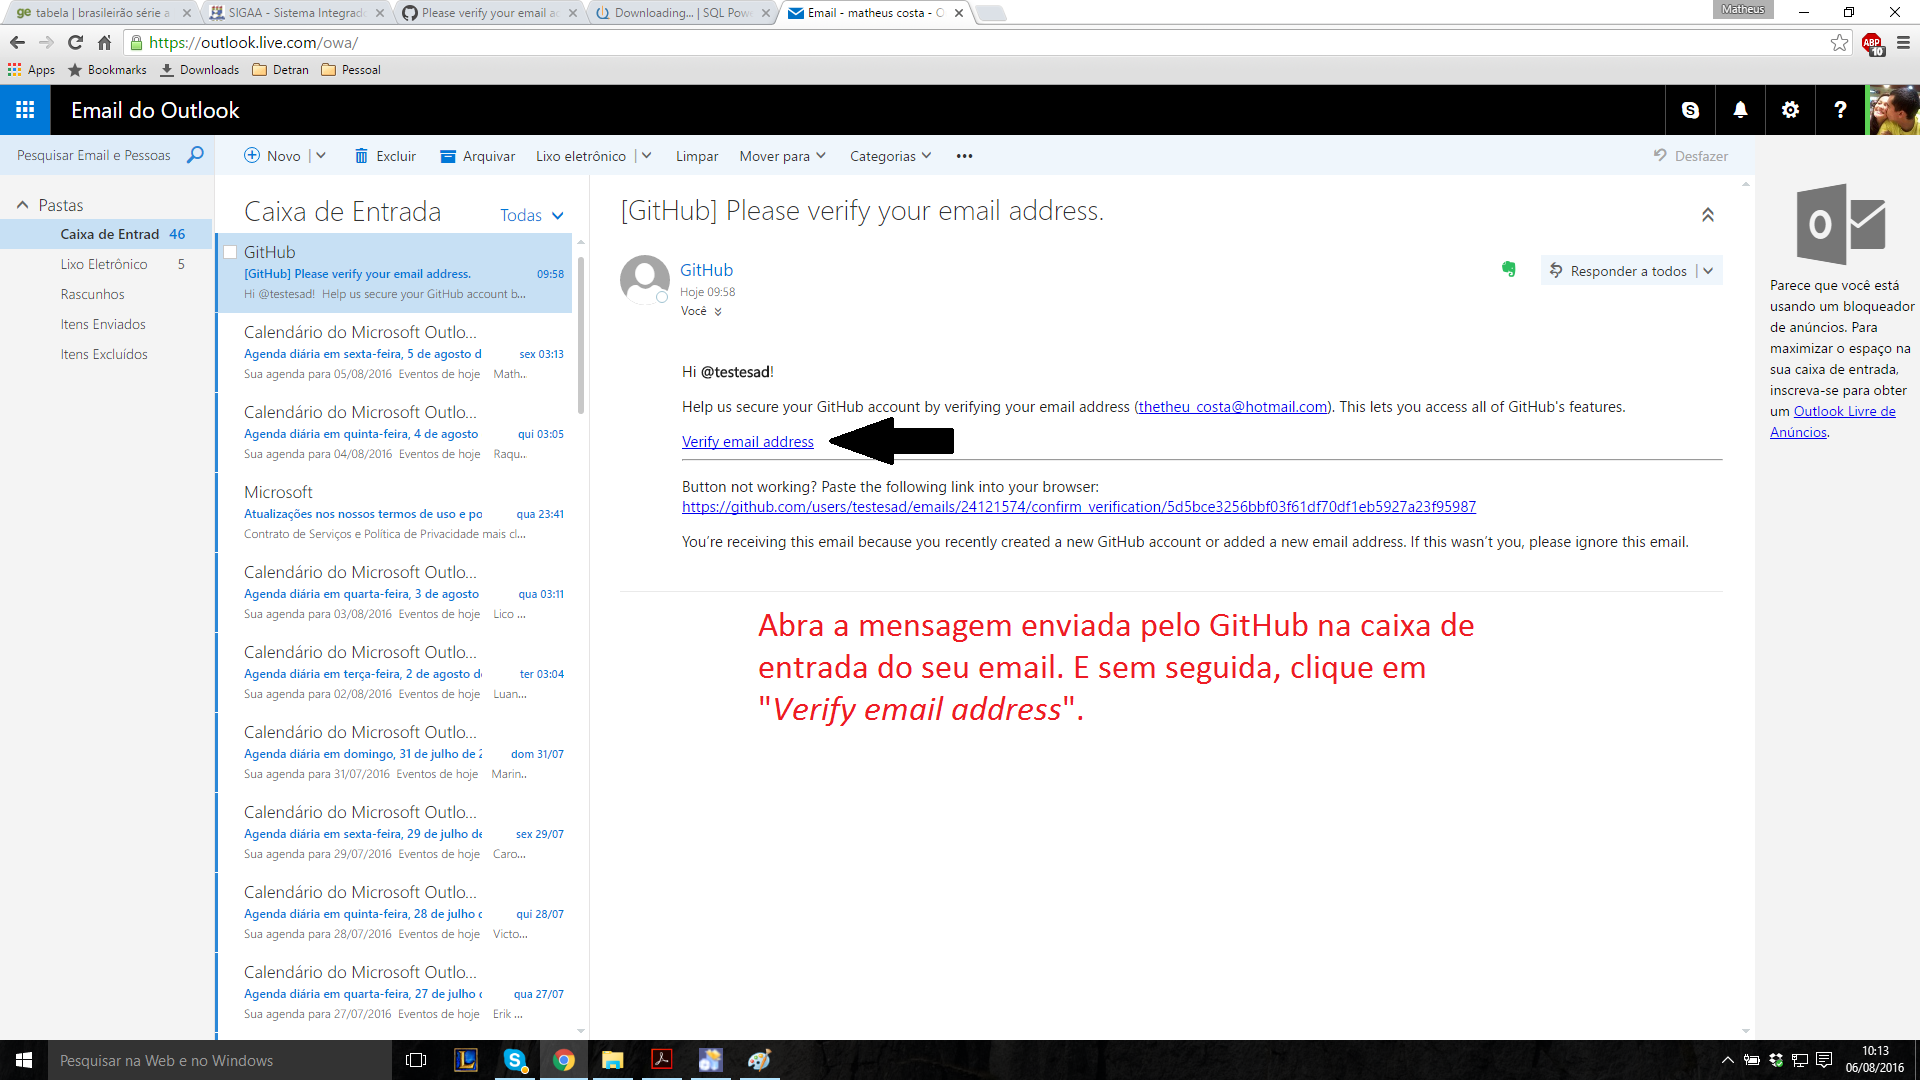 tabela | brasileirão série a
SIGAA - Sistema Integrado
Please verify your email ad
Downloading... | SQL Pow
Email - matheus costa - O
Matheus
https://outlook.live.com/owa/
ABP
10
Apps
Bookmarks
Downloads
Detran
Pessoal
Email do Outlook
Pesquisar Email e Pessoas
Novo
Excluir
Arquivar
Lixo eletrônico
Limpar
Mover para
Categorias
Desfazer
Pastas
Caixa de Entrad 46
Lixo Eletrônico 5
Rascunhos
Itens Enviados
Itens Excluídos
Caixa de Entrada
Todas
GitHub
[GitHub] Please verify your email address. 09:58
Hi @testesad! Help us secure your GitHub account b...
Calendário do Microsoft Outlo...
Agenda diária em sexta-feira, 5 de agosto d sex 03:13
Sua agenda para 05/08/2016 Eventos de hoje Math...
Calendário do Microsoft Outlo...
Agenda diária em quinta-feira, 4 de agosto qui 03:05
Sua agenda para 04/08/2016 Eventos de hoje Raqu...
Microsoft
Atualizações nos nossos termos de uso e po qua 23:41
Contrato de Serviços e Política de Privacidade mais cl...
Calendário do Microsoft Outlo...
Agenda diária em quarta-feira, 3 de agosto qua 03:11
Sua agenda para 03/08/2016 Eventos de hoje Lico ...
Calendário do Microsoft Outlo...
Agenda diária em terça-feira, 2 de agosto de ter 03:04
Sua agenda para 02/08/2016 Eventos de hoje Luan...
Calendário do Microsoft Outlo...
Agenda diária em domingo, 31 de julho de 2 dom 31/07
Sua agenda para 31/07/2016 Eventos de hoje Marin..
Calendário do Microsoft Outlo...
Agenda diária em sexta-feira, 29 de julho de sex 29/07
Sua agenda para 29/07/2016 Eventos de hoje Caro...
Calendário do Microsoft Outlo...
Agenda diária em quinta-feira, 28 de julho d qui 28/07
Sua agenda para 28/07/2016 Eventos de hoje Victo...
Calendário do Microsoft Outlo...
Agenda diária em quarta-feira, 27 de julho d qua 27/07
Sua agenda para 27/07/2016 Eventos de hoje Erik ...
[GitHub] Please verify your email address.
GitHub
Hoje 09:58
Você
Responder a todos
Hi @testesad!
Help us secure your GitHub account by verifying your email address (thetheu_costa@hotmail.com). This lets you access all of GitHub's features.
Verify email address
Button not working? Paste the following link into your browser:
https://github.com/users/testesad/emails/24121574/confirm_verification/5d5bce3256bbf03f61df70df1eb5927a23f95987
You're receiving this email because you recently created a new GitHub account or added a new email address. If this wasn't you, please ignore this email.
Abra a mensagem enviada pelo GitHub na caixa de
entrada do seu email. E sem seguida, clique em
"Verify email address".
Parece que você está
usando um bloqueador
de anúncios. Para
maximizar o espaço na
sua caixa de entrada,
inscreva-se para obter
um Outlook Livre de
Anúncios.
Pesquisar na Web e no Windows
10:13
06/08/2016